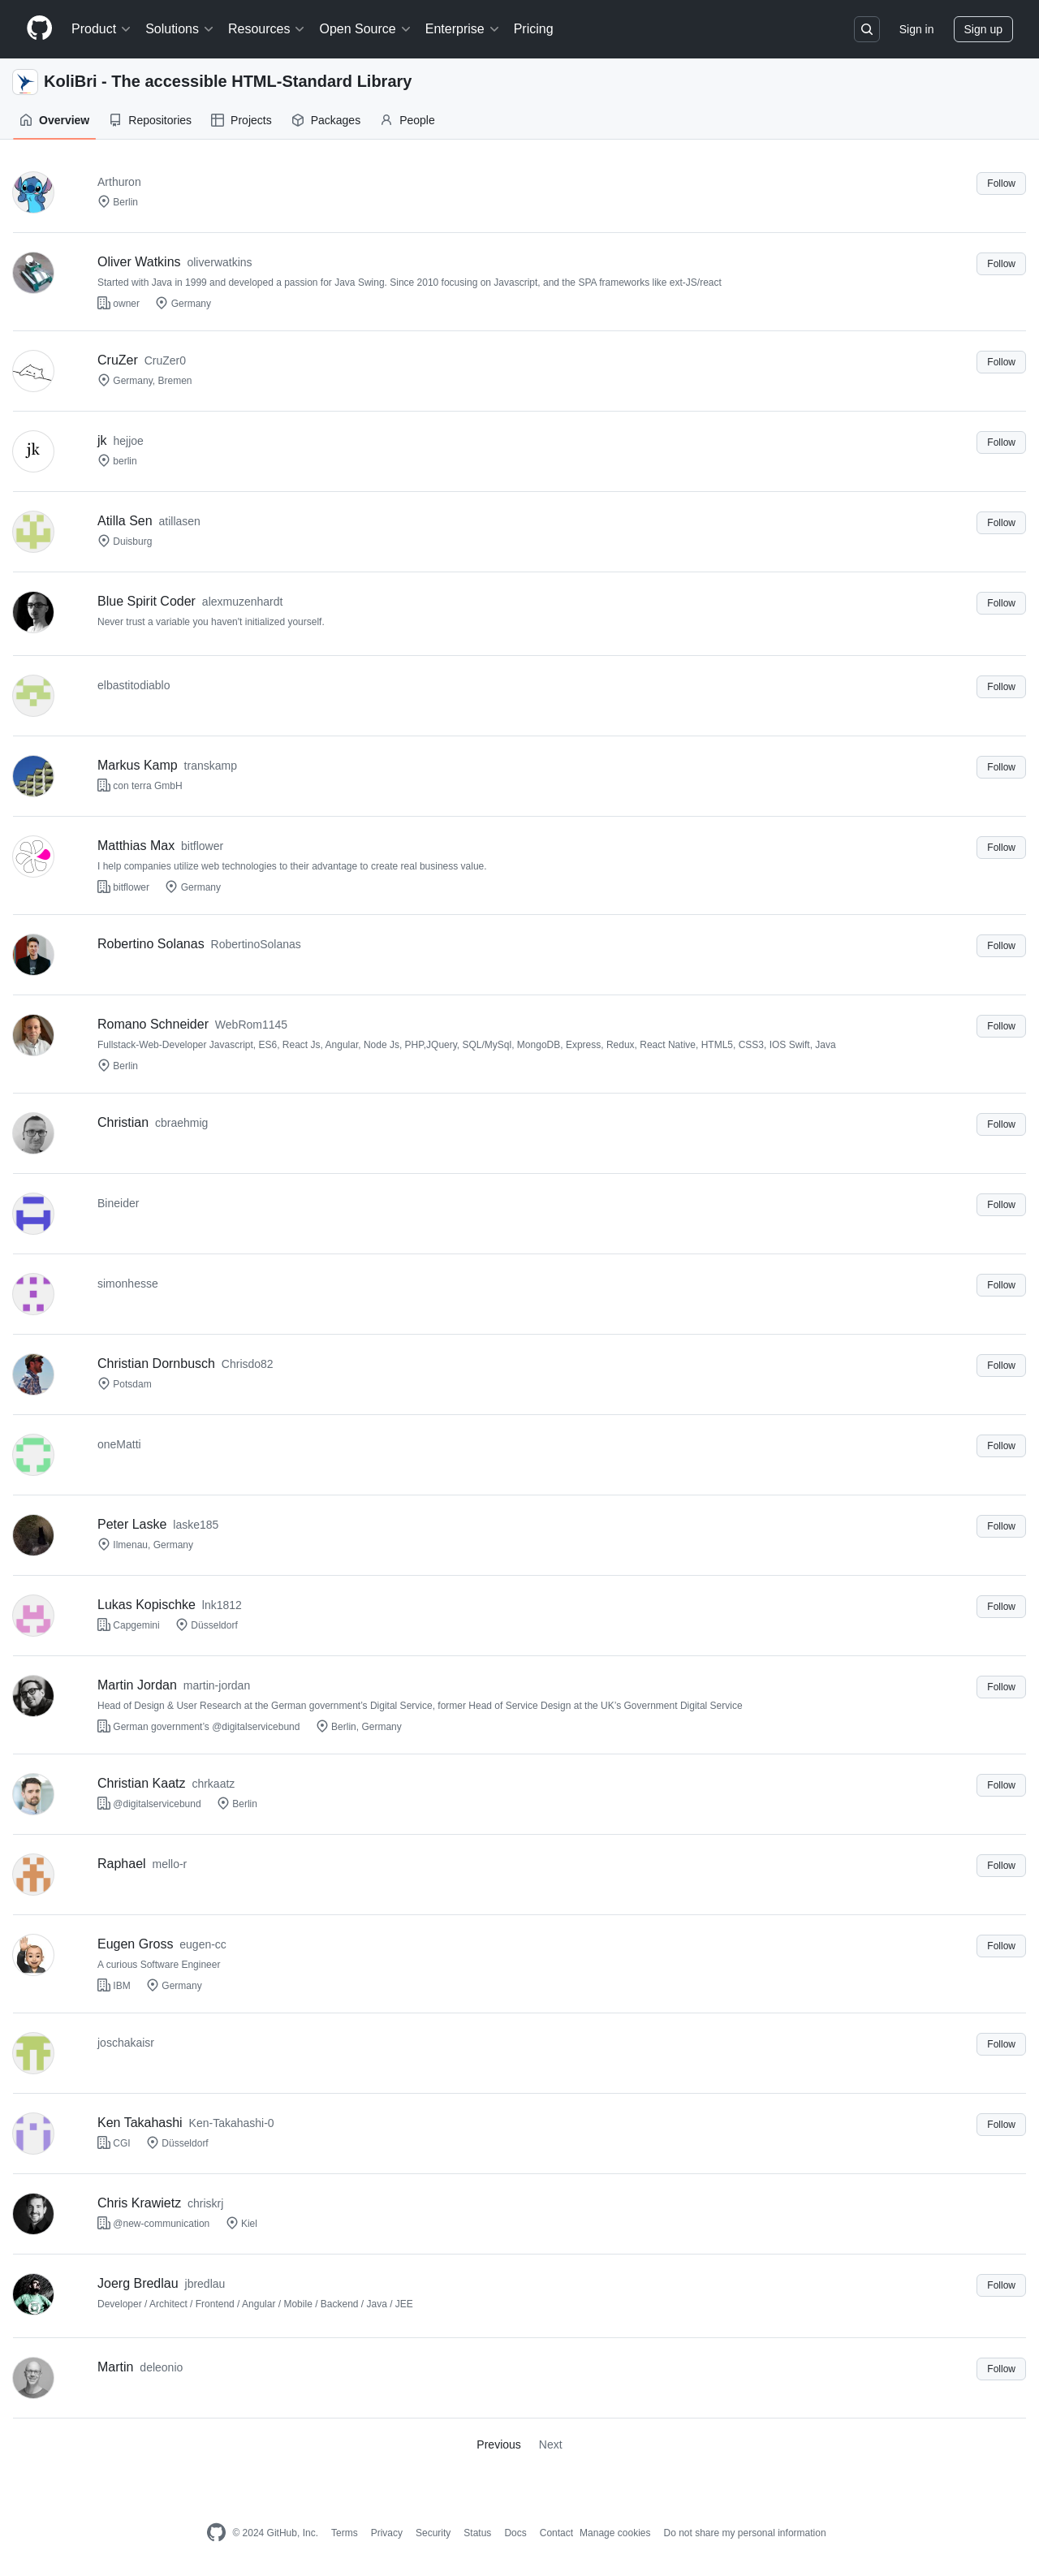 Product Solutions Resources Open Source Enterprise Pricing Sign in Sign up
KoliBri - The accessible HTML-Standard Library
Overview Repositories Projects Packages People
Arthuron Follow
Berlin
Oliver Watkins oliverwatkins Follow
Started with Java in 1999 and developed a passion for Java Swing. Since 2010 focusing on Javascript, and the SPA frameworks like ext-JS/react
owner Germany
CruZer CruZer0 Follow
Germany, Bremen
jk hejjoe Follow
jk
berlin
Atilla Sen atillasen Follow
Duisburg
Blue Spirit Coder alexmuzenhardt Follow
Never trust a variable you haven't initialized yourself.
elbastitodiablo Follow
Markus Kamp transkamp Follow
con terra GmbH
Matthias Max bitflower Follow
I help companies utilize web technologies to their advantage to create real business value.
bitflower Germany
Robertino Solanas RobertinoSolanas Follow
Romano Schneider WebRom1145 Follow
Fullstack-Web-Developer Javascript, ES6, React Js, Angular, Node Js, PHP,JQuery, SQL/MySql, MongoDB, Express, Redux, React Native, HTML5, CSS3, IOS Swift, Java
Berlin
Christian cbraehmig Follow
Bineider Follow
simonhesse Follow
Christian Dornbusch Chrisdo82 Follow
Potsdam
oneMatti Follow
Peter Laske laske185 Follow
Ilmenau, Germany
Lukas Kopischke lnk1812 Follow
Capgemini Düsseldorf
Martin Jordan martin-jordan Follow
Head of Design & User Research at the German government's Digital Service, former Head of Service Design at the UK's Government Digital Service
German government's @digitalservicebund Berlin, Germany
Christian Kaatz chrkaatz Follow
@digitalservicebund Berlin
Raphael mello-r Follow
Eugen Gross eugen-cc Follow
A curious Software Engineer
IBM Germany
joschakaisr Follow
Ken Takahashi Ken-Takahashi-0 Follow
CGI Düsseldorf
Chris Krawietz chriskrj Follow
@new-communication Kiel
Joerg Bredlau jbredlau Follow
Developer / Architect / Frontend / Angular / Mobile / Backend / Java / JEE
Martin deleonio Follow
Previous Next
© 2024 GitHub, Inc. Terms Privacy Security Status Docs Contact Manage cookies Do not share my personal information